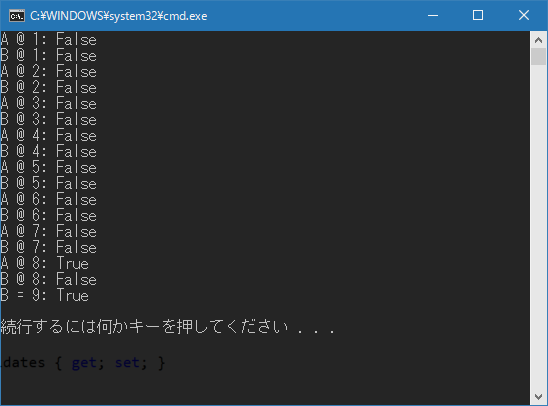 C:¥WINDOWS¥system32¥cmd.exe
A @ 1: False
B @ 1: False
A @ 2: False
B @ 2: False
A @ 3: False
B @ 3: False
A @ 4: False
B @ 4: False
A @ 5: False
B @ 5: False
A @ 6: False
B @ 6: False
A @ 7: False
B @ 7: False
A @ 8: True
B @ 8: False
B = 9: True
続行するには何かキーを押してください . . .
dates { get; set; }